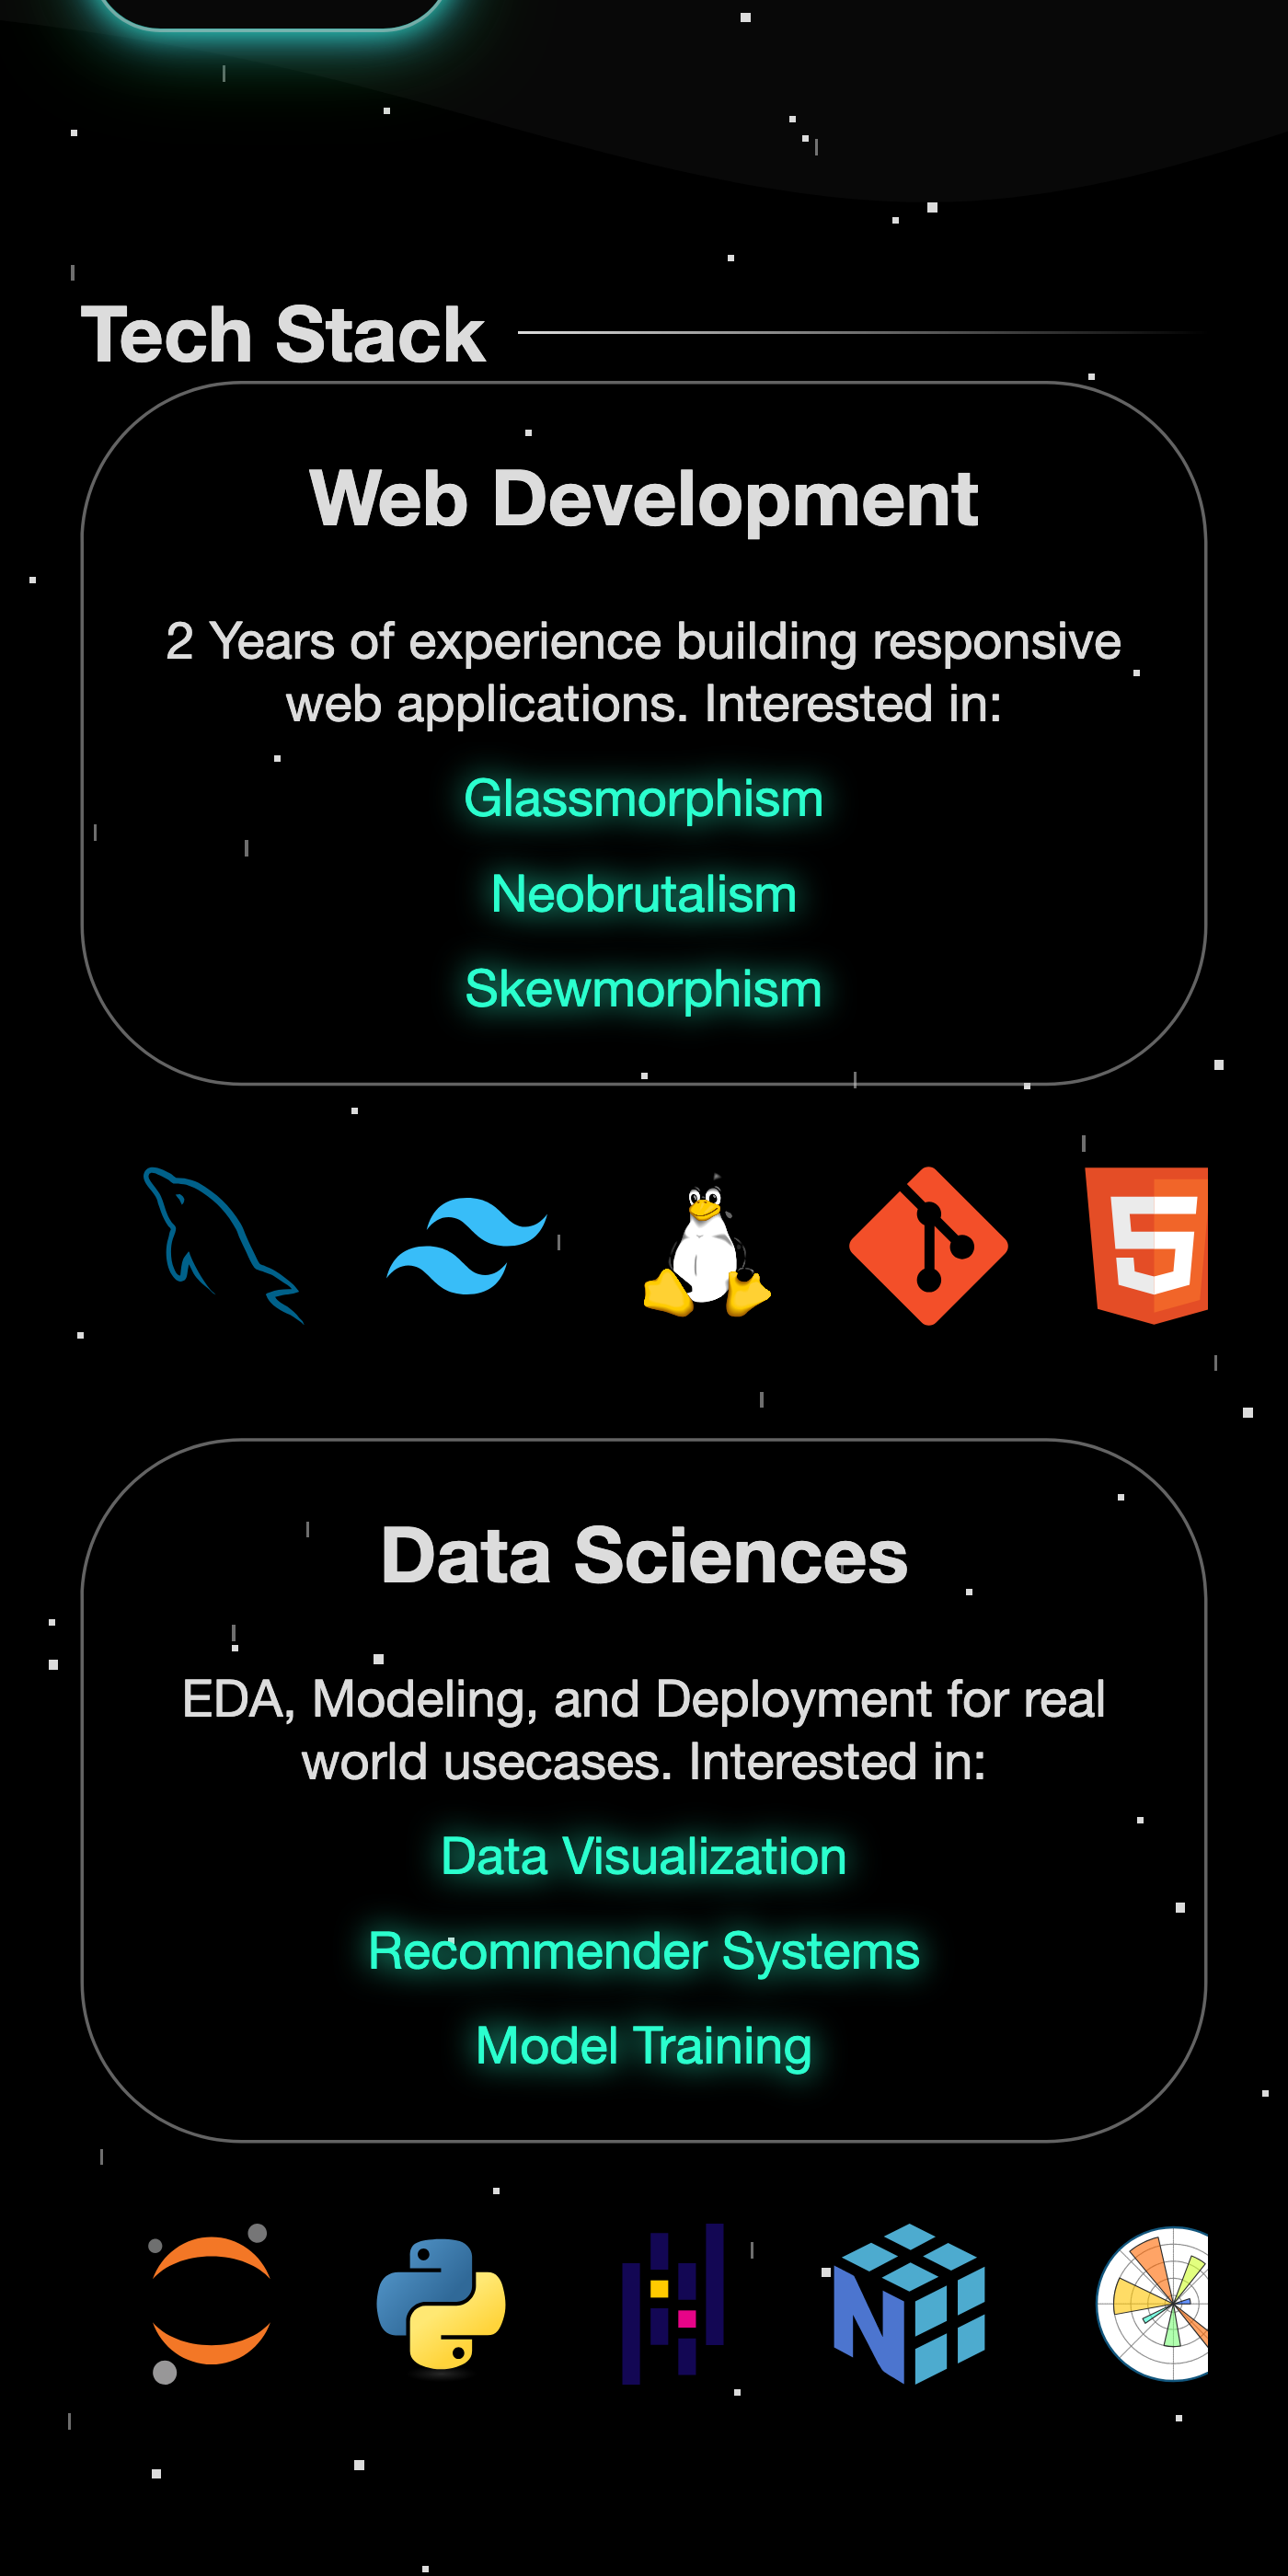 Tech Stack
Web Development
2 Years of experience building responsive
web applications. Interested in:
Glassmorphism
Neobrutalism
Skewmorphism
5
Data Sciences
EDA, Modeling, and Deployment for real
world usecases. Interested in:
Data Visualization
Recommender Systems
Model Training
N